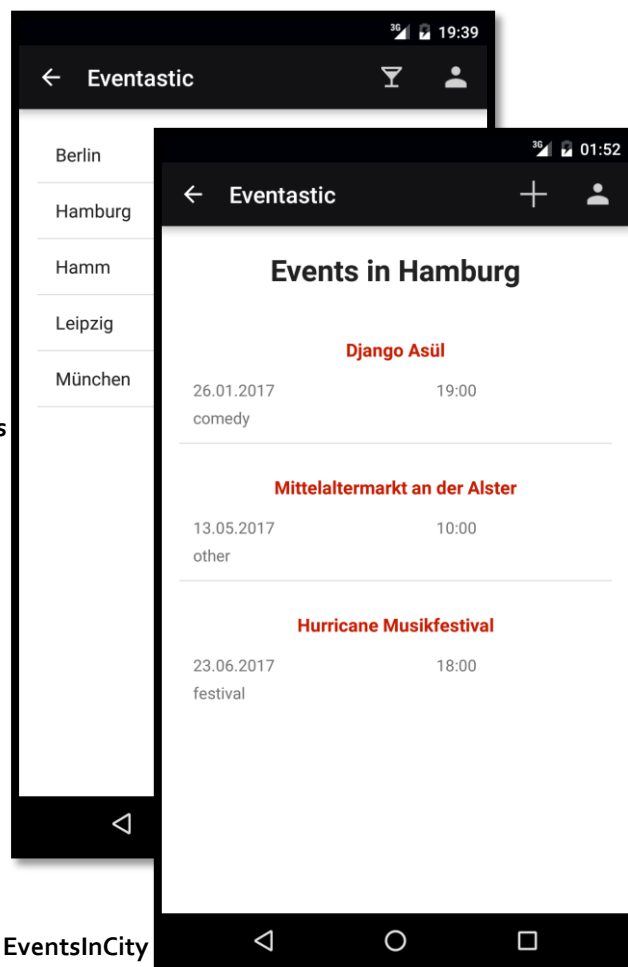 3G 19:39
Eventastic
Berlin
Hamburg
Hamm
Leipzig
München
s
3G 01:52
Eventastic
Events in Hamburg
Django Asül
26.01.2017 19:00
comedy
Mittelaltermarkt an der Alster
13.05.2017 10:00
other
Hurricane Musikfestival
23.06.2017 18:00
festival
EventsInCity